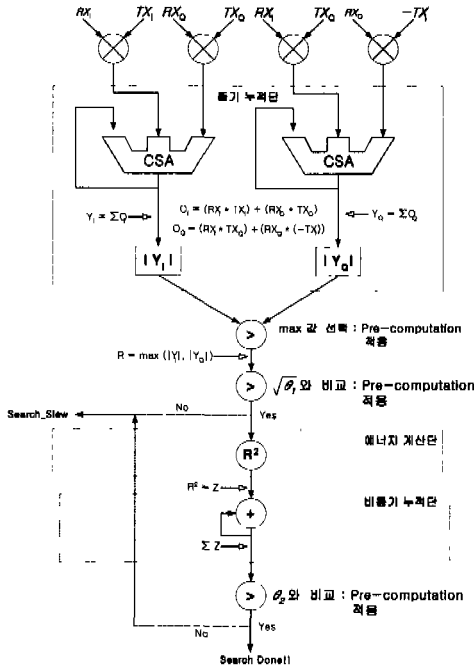 RX_I TX_I RX_Q TX_Q RX_I TX_Q RX_Q -TX_I
동기 누적단
CSA CSA
Y_I = ΣO_I
O_I = (RX_I * TX_I) + (RX_Q * TX_Q)
O_Q = (RX_I * TX_Q) + (RX_Q * (-TX_I))
Y_Q = ΣO_Q
|Y_I| |Y_Q|
>
max 값 선택 : Pre-computation
적용
R = max (|Y_I|, |Y_Q|)
>
√θ_1 와 비교 : Pre-computation
적용
Search_Slew
No Yes
에너지 계산단
R²
R² = Z
비동기 누적단
+
Σ Z
>
θ_2 와 비교 : Pre-computation
적용
No Yes
Search Done!!